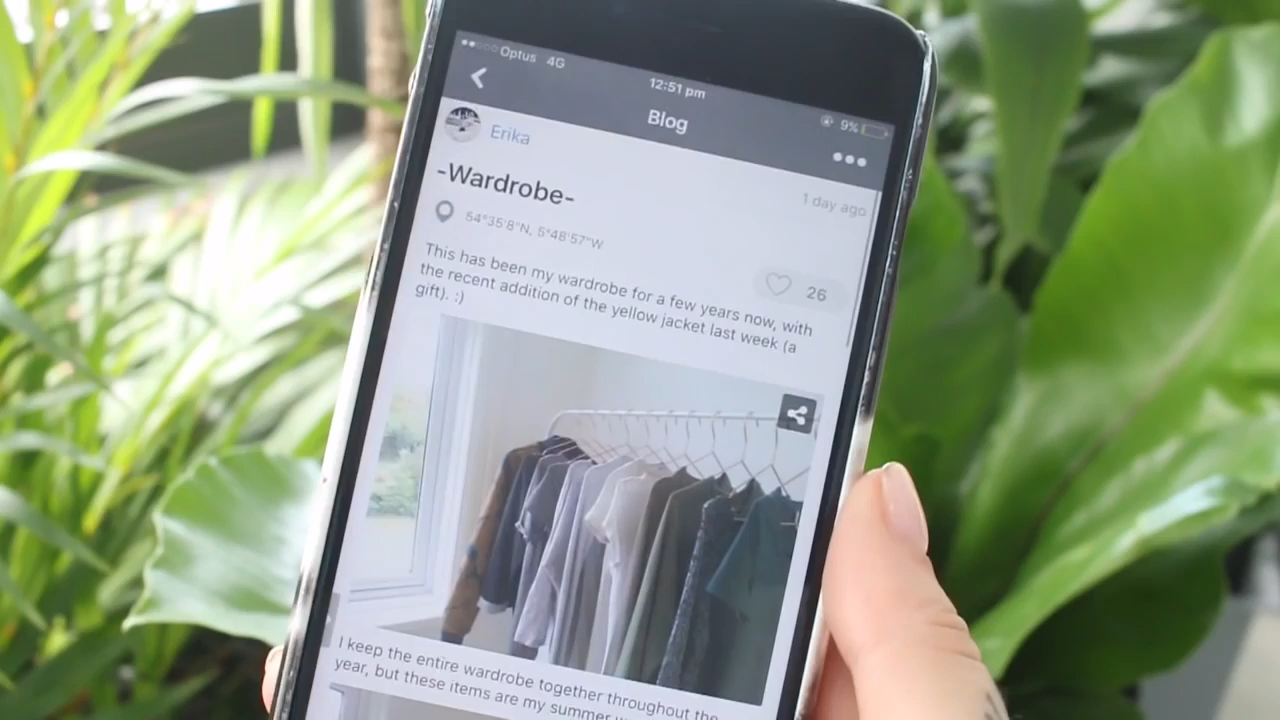 Optus 4G
12:51 pm
9%
Blog
Erika
-Wardrobe-
1 day ago
54°35'8"N, 5°48'57"W
26
This has been my wardrobe for a few years now, with
the recent addition of the yellow jacket last week (a
gift). :)
I keep the entire wardrobe together throughout the
year, but these items are my summer